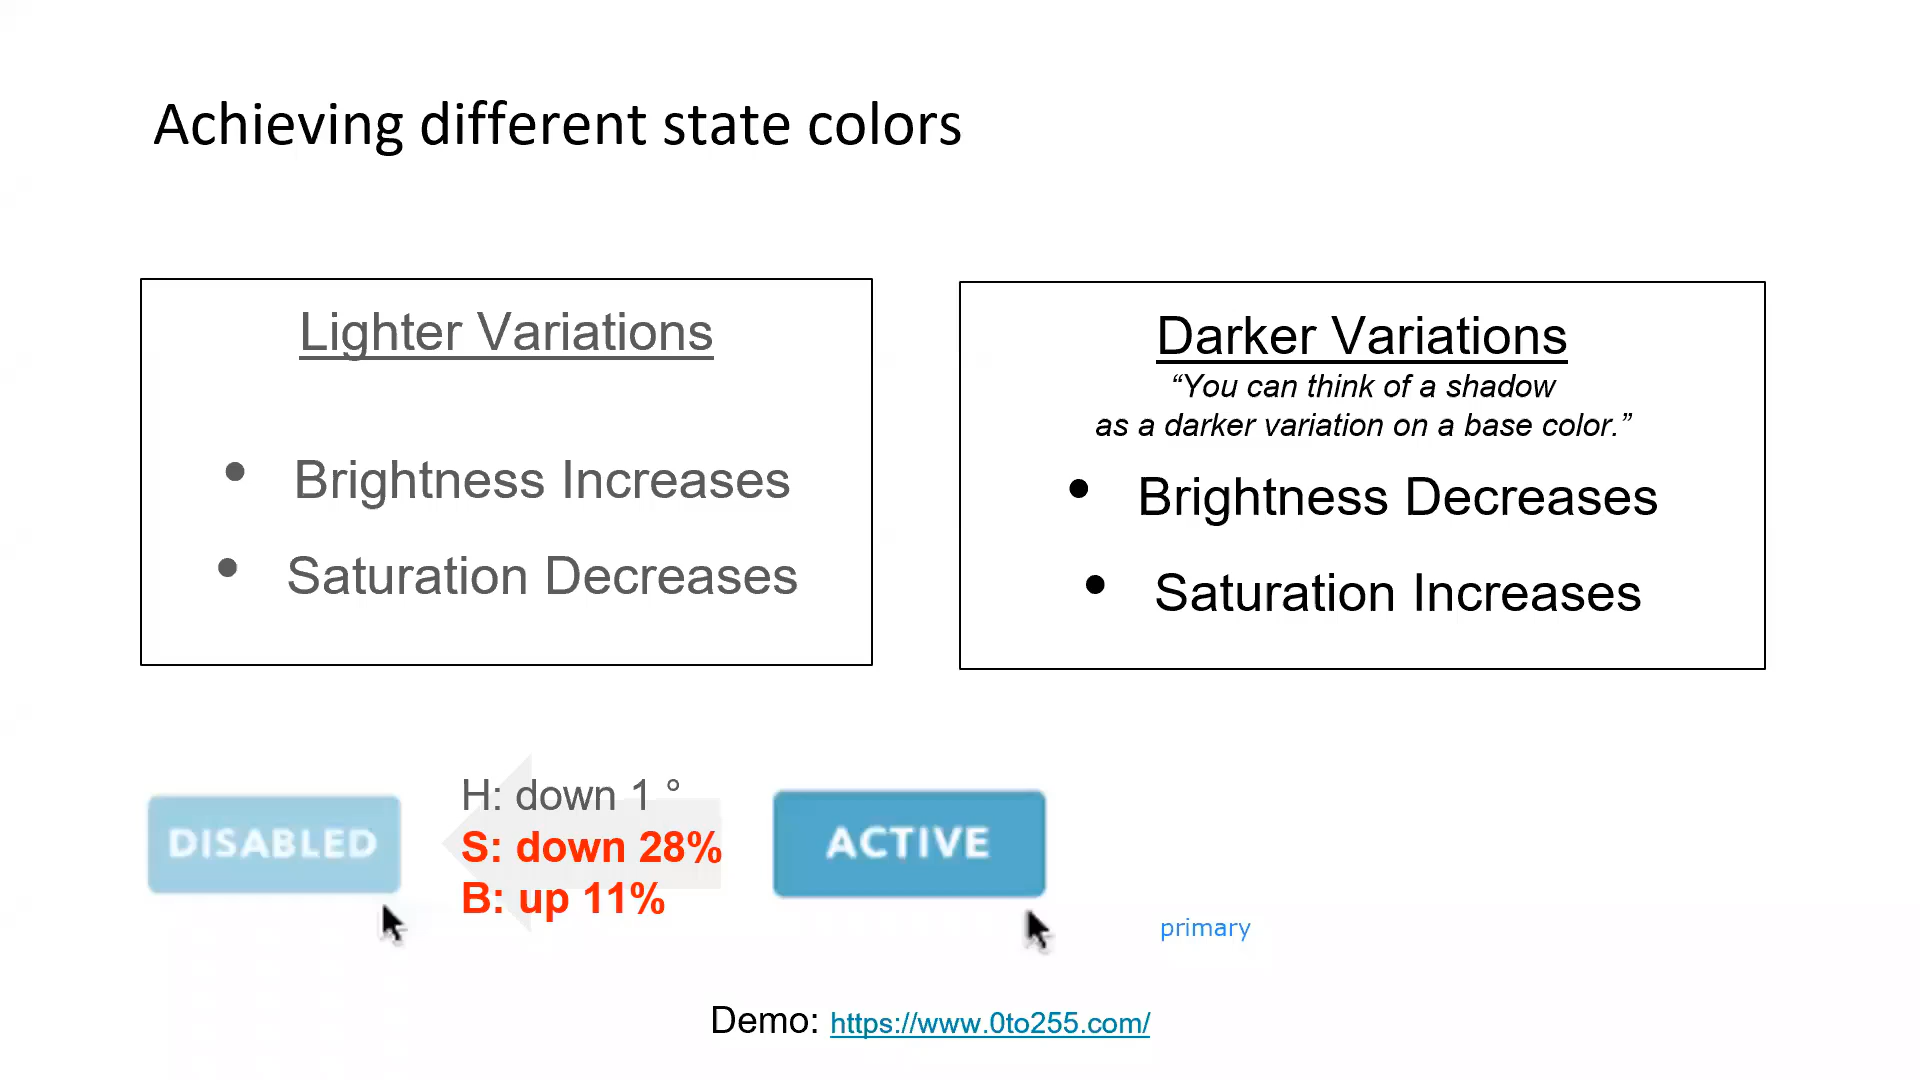 Achieving different state colors
Lighter Variations
• Brightness Increases
• Saturation Decreases
Darker Variations
“You can think of a shadow
as a darker variation on a base color.”
• Brightness Decreases
• Saturation Increases
DISABLED
H: down 1 °
S: down 28%
B: up 11%
ACTIVE
primary
Demo: https://www.0to255.com/